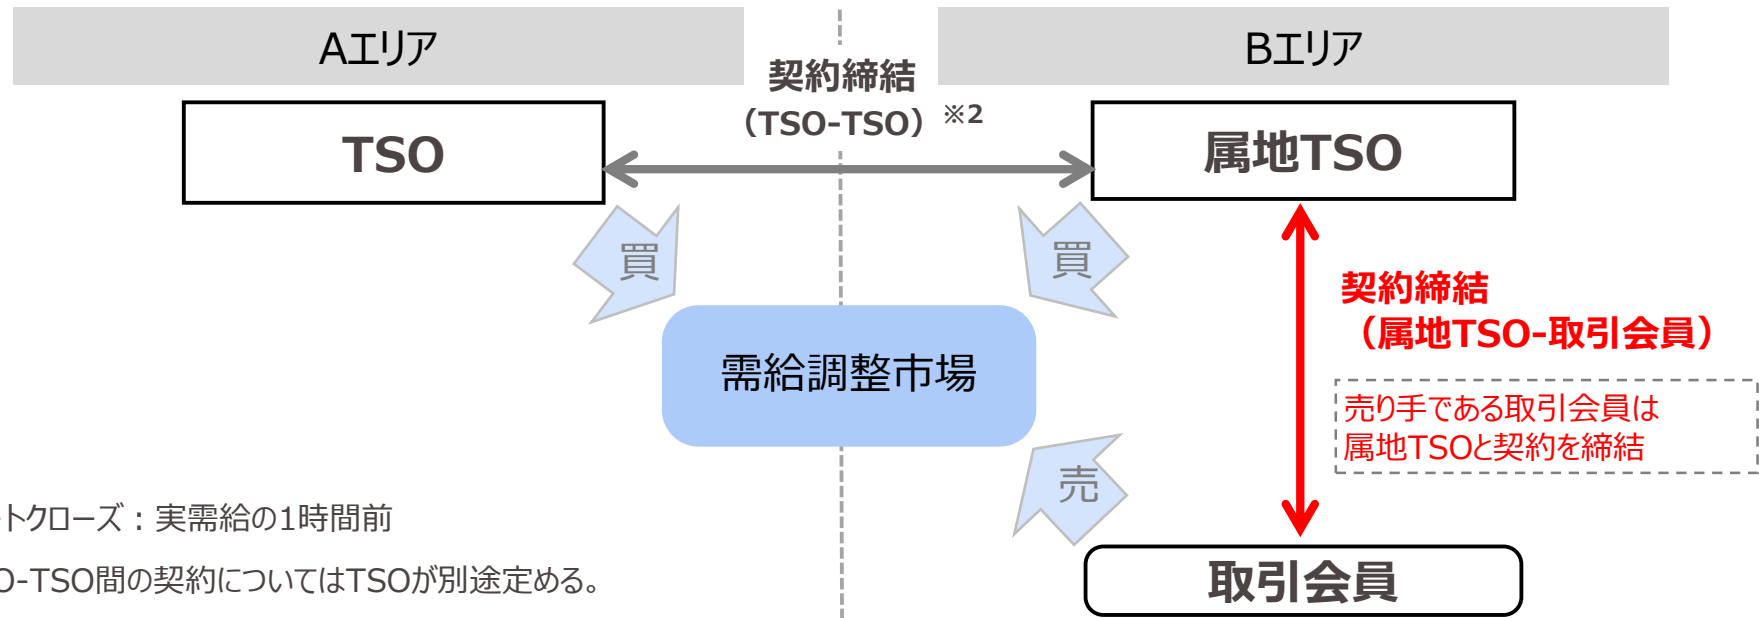 Aエリア
Bエリア
契約締結
（TSO-TSO）※2
TSO
属地TSO
買
買
契約締結
（属地TSO-取引会員）
需給調整市場
売り手である取引会員は
属地TSOと契約を締結
売
トクローズ：実需給の1時間前
O-TSO間の契約についてはTSOが別途定める。
取引会員